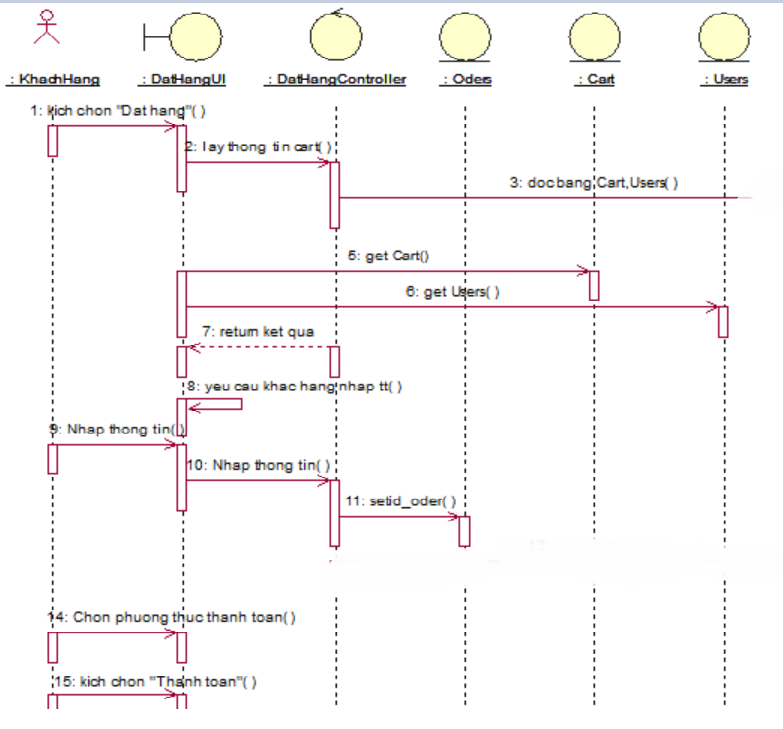 : KhachHang
: DatHangUI
: DatHangController
: Oders
: Cart
: Users
1: kich chon "Dat hang"( )
2: lay thong tin cart( )
3: doc bang Cart,Users( )
5: get Cart()
6: get Users( )
7: return ket qua
8: yeu cau khac hang nhap tt( )
9: Nhap thong tin( )
10: Nhap thong tin( )
11: setid_oder( )
14: Chon phuong thuc thanh toan( )
15: kich chon "Thanh toan"( )